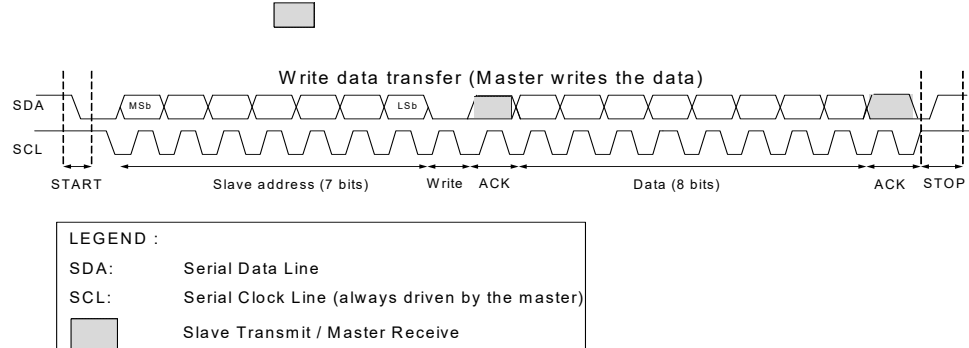 Write data transfer (Master writes the data)
SDA MSb LSb
SCL
START Slave address (7 bits) Write ACK Data (8 bits) ACK STOP
LEGEND :
SDA: Serial Data Line
SCL: Serial Clock Line (always driven by the master)
Slave Transmit / Master Receive